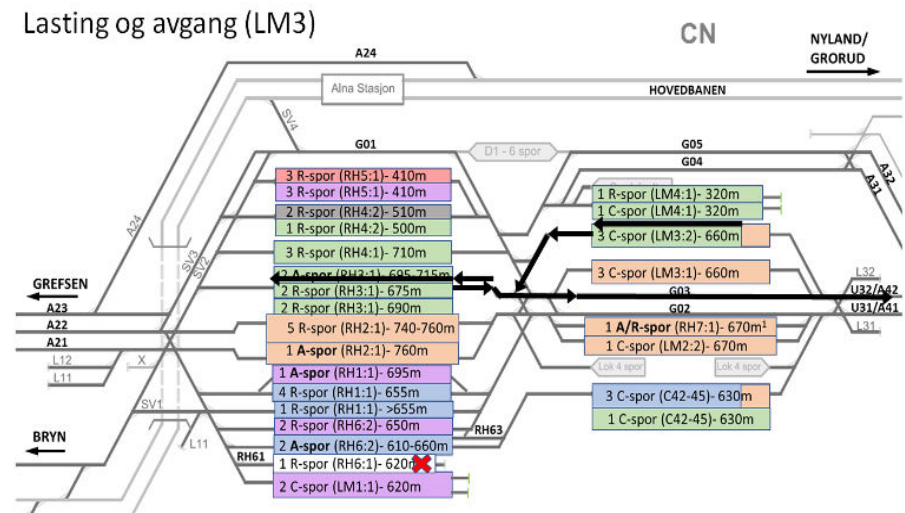 Lasting og avgang (LM3)
CN
NYLAND/
GRORUD
A24
Alna Stasjon
HOVEDBANEN
SV4
G01
D1 - 6 spor
G05
G04
A32
A31
3 R-spor (RH5:1)- 410m
3 R-spor (RH5:1)- 410m
2 R-spor (RH4:2)- 510m
1 R-spor (RH4:2)- 500m
3 R-spor (RH4:1)- 710m
2 A-spor (RH3:1)- 695-715m
2 R-spor (RH3:1)- 675m
2 R-spor (RH3:1)- 690m
5 R-spor (RH2:1)- 740-760m
1 A-spor (RH2:1)- 760m
1 A-spor (RH1:1)- 695m
4 R-spor (RH1:1)- 655m
1 R-spor (RH1:1)- >655m
2 R-spor (RH6:2)- 650m
2 A-spor (RH6:2)- 610-660m
1 R-spor (RH6:1)- 620m
2 C-spor (LM1:1)- 620m
1 R-spor (LM4:1)- 320m
1 C-spor (LM4:1)- 320m
3 C-spor (LM3:2)- 660m
3 C-spor (LM3:1)- 660m
G03
G02
1 A/R-spor (RH7:1)- 670m¹
1 C-spor (LM2:2)- 670m
Lok 4 spor
Lok 4 spor
3 C-spor (C42-45)- 630m
1 C-spor (C42-45)- 630m
L32
U32/A42
U31/A41
L31
A24
SV3
SV2
GREFSEN
A23
A22
A21
L12
L11
X
SV1
L11
BRYN
RH61
RH63